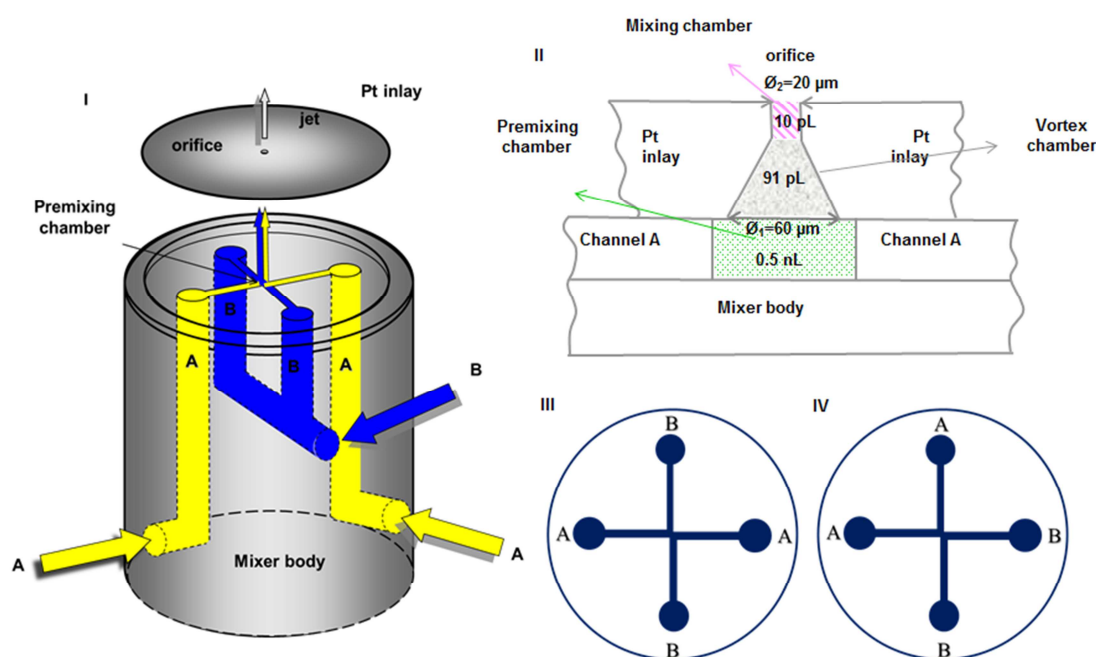 I
Pt inlay
jet
orifice
Premixing
chamber
B
B
A
A
B
A
A
Mixer body
II
Mixing chamber
orifice
Ø₂=20 µm
Premixing
chamber
10 pL
Pt
inlay
Pt
inlay
Vortex
chamber
91 pL
Channel A
Ø₁=60 µm
Channel A
0.5 nL
Mixer body
III
B
A
A
B
IV
A
A
B
B